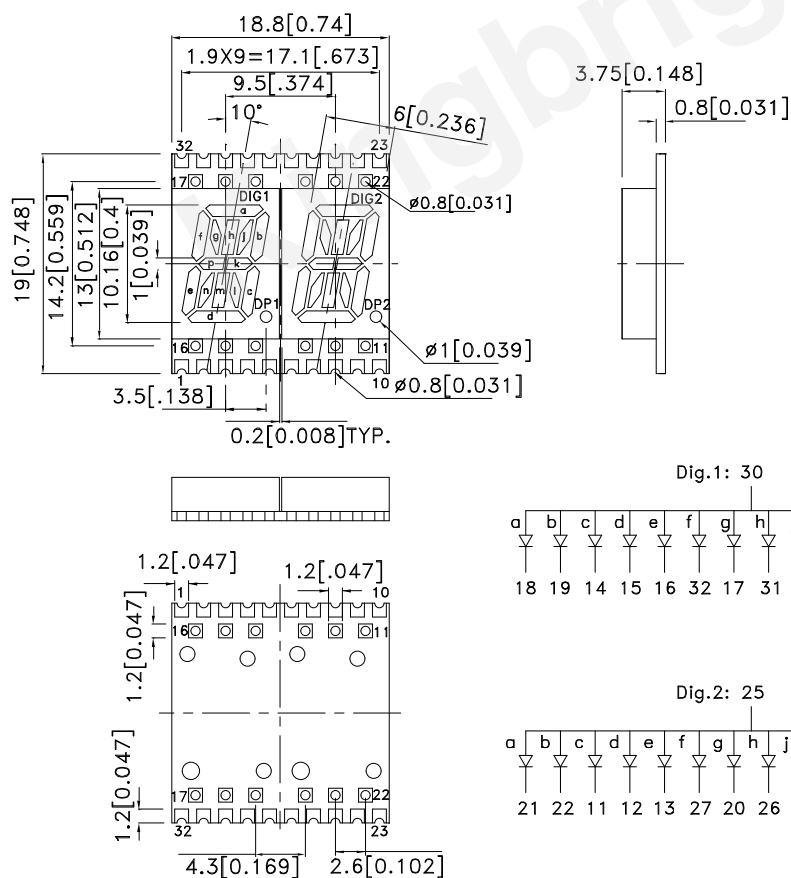 18.8[0.74]
1.9X9=17.1[.673]
9.5[.374]
10°
6[0.236]
3.75[0.148]
0.8[0.031]
32
23
17
22
DIG1
DIG2
ø0.8[0.031]
a
f g h j b
p k
e n m l c
d
DP1
DP2
19[0.748]
14.2[0.559]
13[0.512]
10.16[0.4]
1[0.039]
16
11
ø1[0.039]
1
10
3.5[.138]
ø0.8[0.031]
0.2[0.008]TYP.
Dig.1: 30
a b c d e f g h
18 19 14 15 16 32 17 31
1.2[.047]
1.2[.047]
1
10
16
11
1.2[0.047]
1.2[0.047]
17
22
32
23
4.3[0.169]
2.6[0.102]
Dig.2: 25
a b c d e f g h j
21 22 11 12 13 27 20 26
Kingbrig